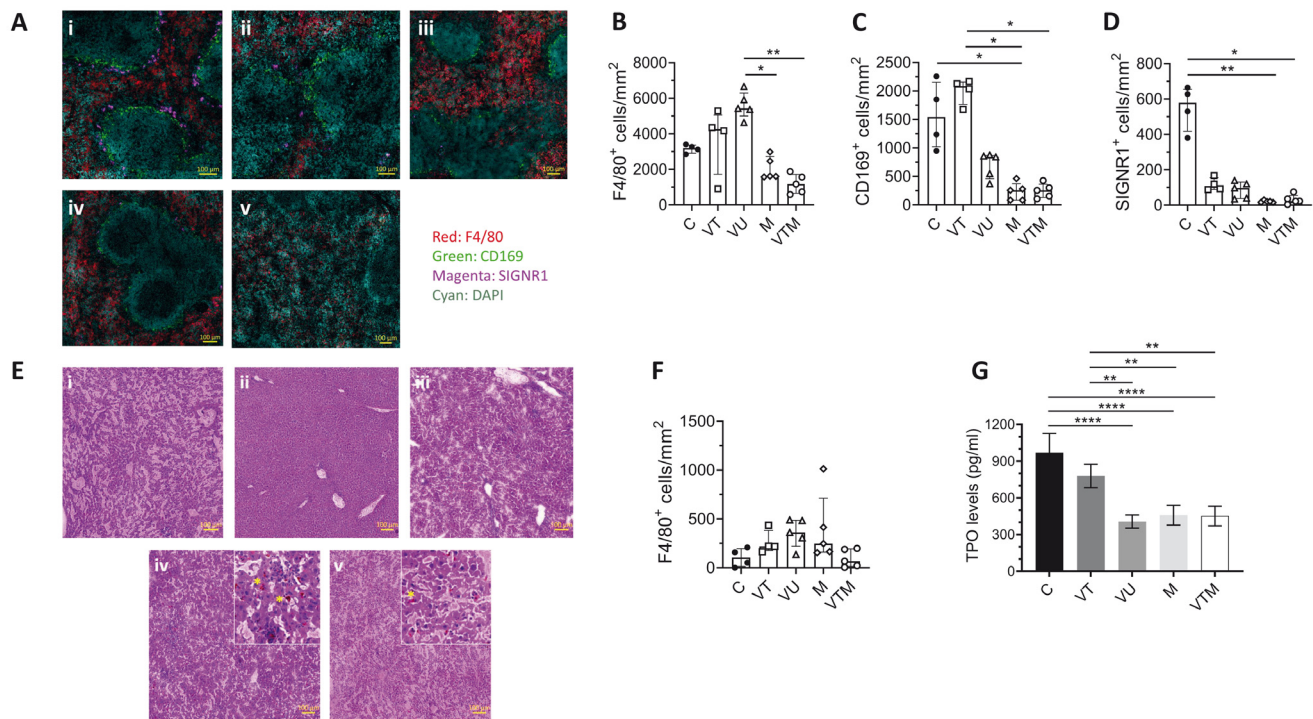 A
i
ii
iii
100 µm
100 µm
100 µm
iv
v
100 µm
100 µm
Red: F4/80
Green: CD169
Magenta: SIGNR1
Cyan: DAPI
B
**
*
F4/80+ cells/mm2
8000
6000
4000
2000
0
C
VT
VU
M
VTM
C
*
*
*
CD169+ cells/mm2
2500
2250
2000
1500
1000
500
0
C
VT
VU
M
VTM
D
*
**
SIGNR1+ cells/mm2
800
600
400
200
0
C
VT
VU
M
VTM
E
i
ii
iii
100 µm
100 µm
100 µm
iv
*
*
v
*
100 µm
100 µm
F
F4/80+ cells/mm2
1500
1000
500
0
C
VT
VU
M
VTM
G
**
**
**
****
****
****
TPO levels (pg/ml)
1200
900
600
300
0
C
VT
VU
M
VTM